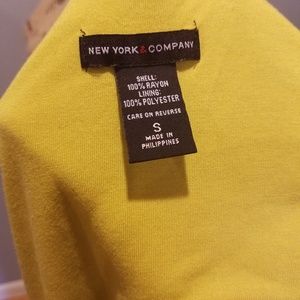 NEW YORK & COMPANY
SHELL:
100% RAYON
LINING:
100% POLYESTER
CARE ON REVERSE
S
MADE IN
PHILIPPINES